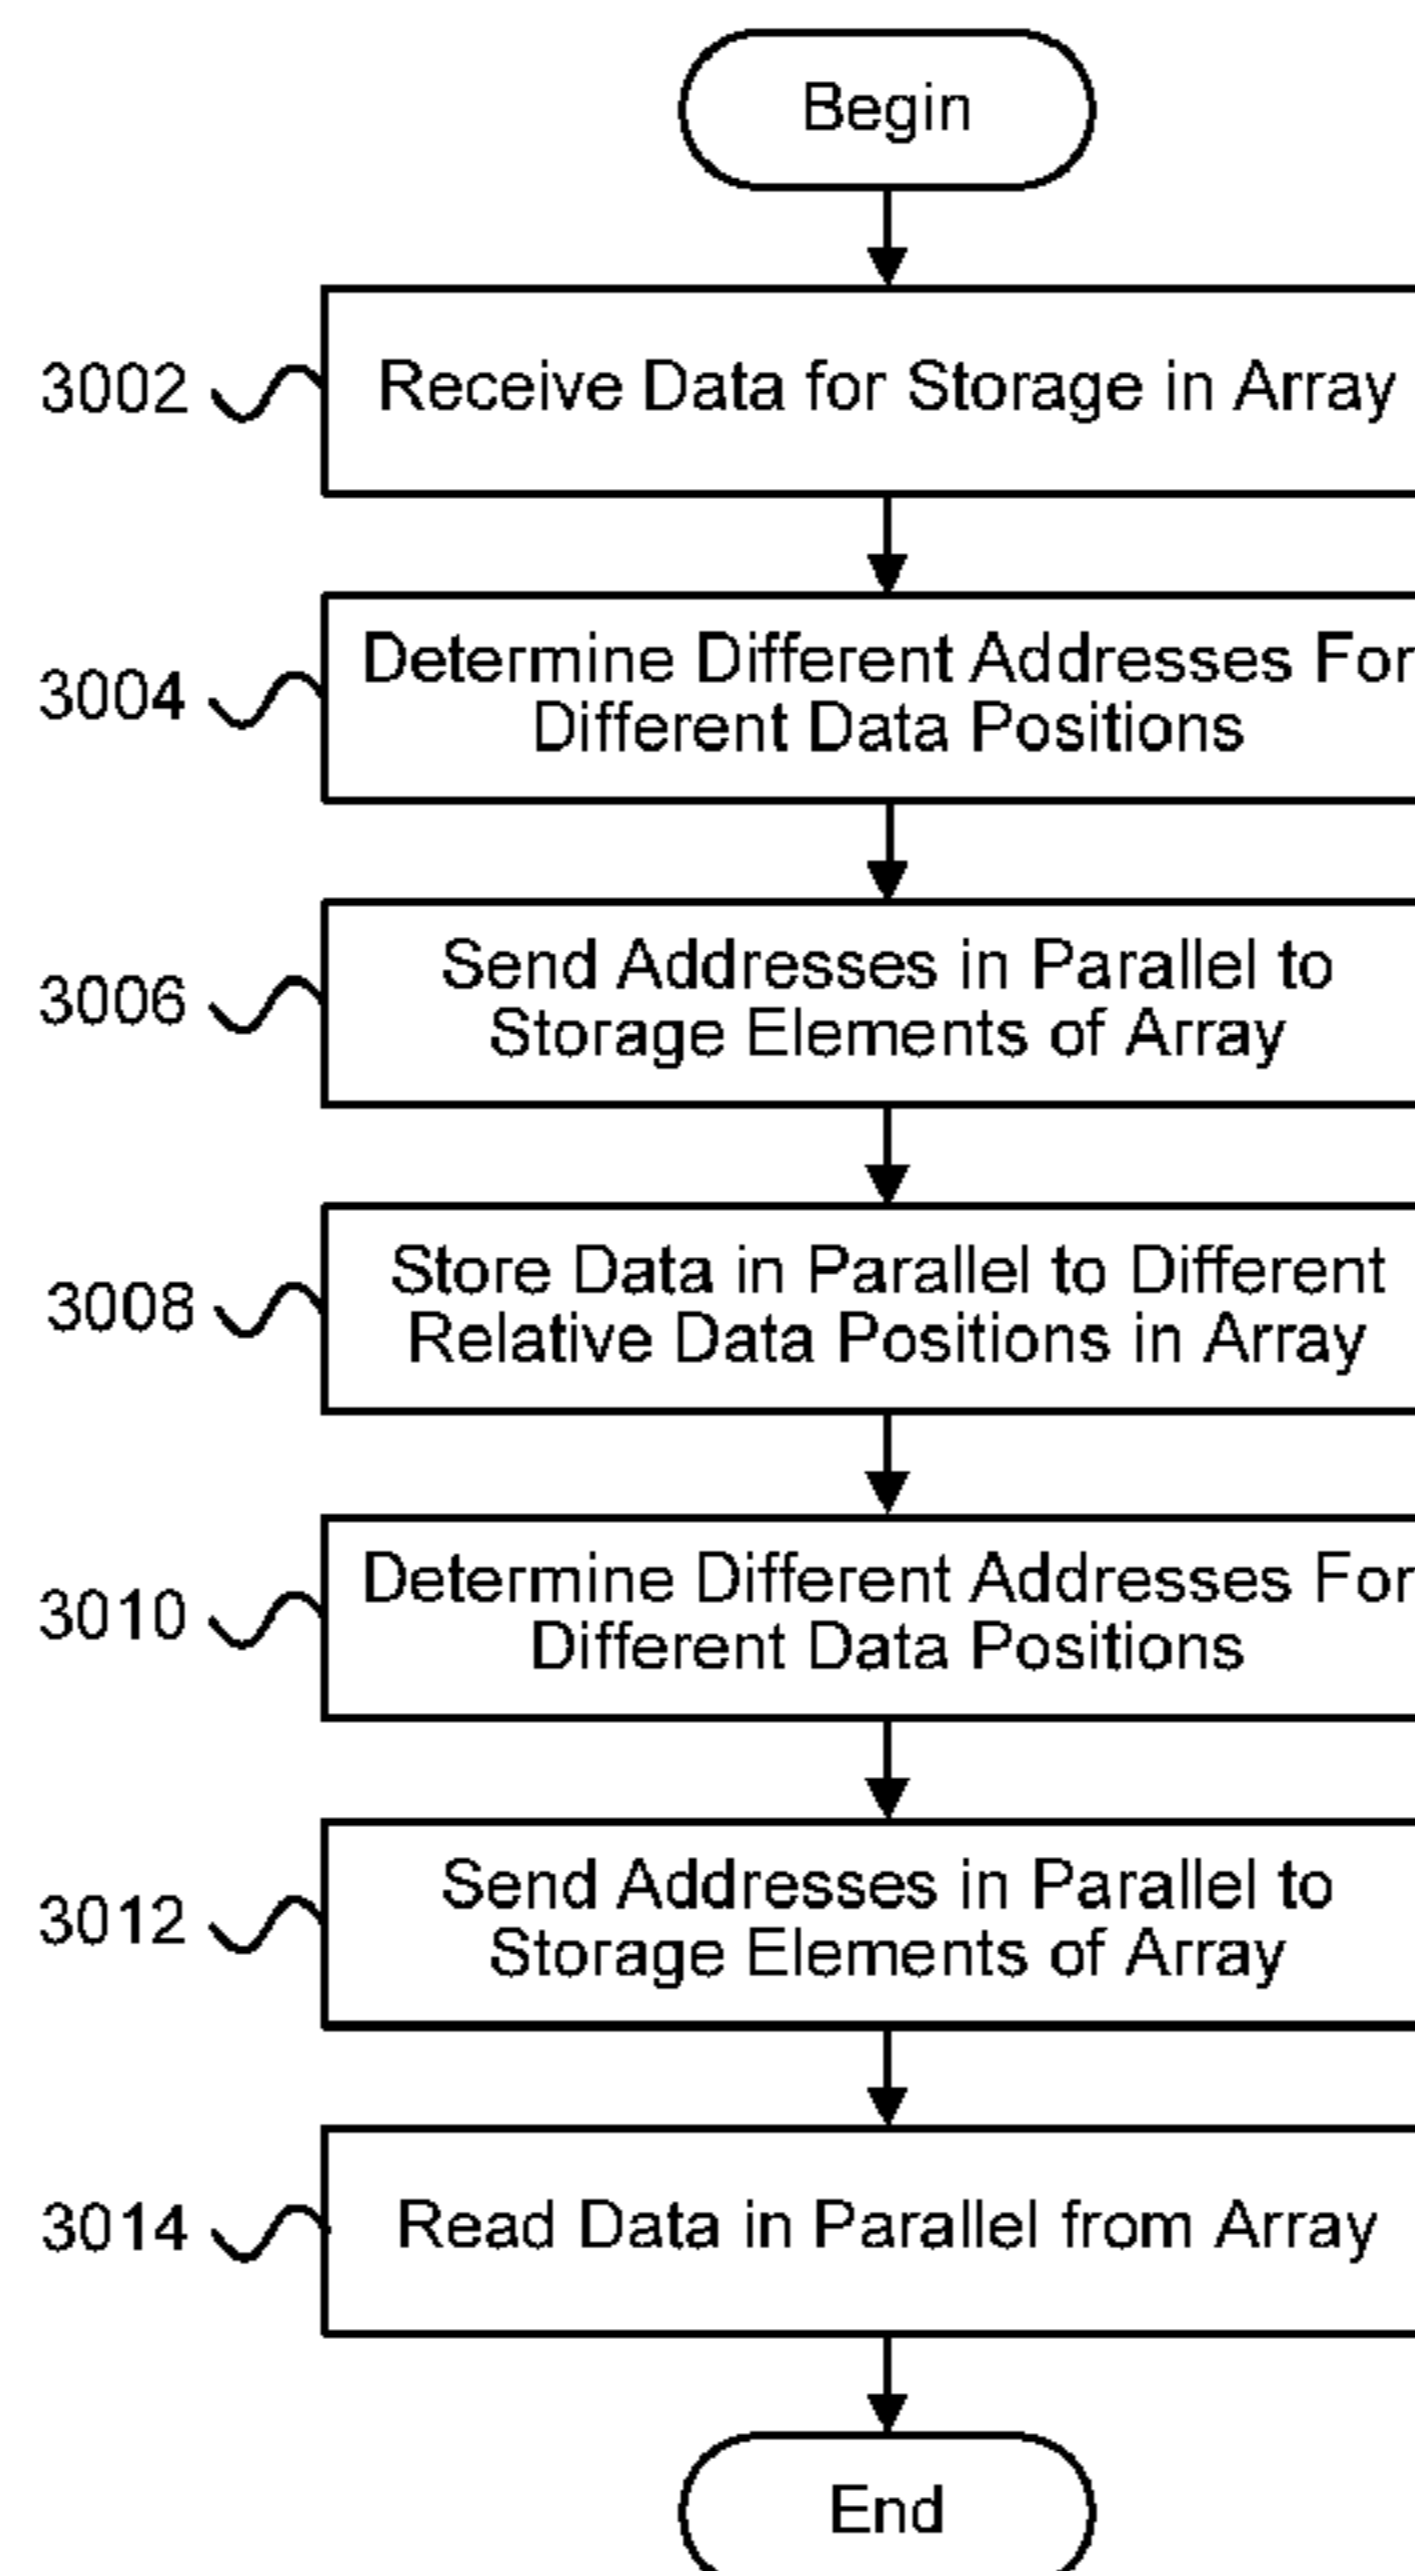 Begin
3002
Receive Data for Storage in Array
3004
Determine Different Addresses For
Different Data Positions
3006
Send Addresses in Parallel to
Storage Elements of Array
3008
Store Data in Parallel to Different
Relative Data Positions in Array
3010
Determine Different Addresses For
Different Data Positions
3012
Send Addresses in Parallel to
Storage Elements of Array
3014
Read Data in Parallel from Array
End